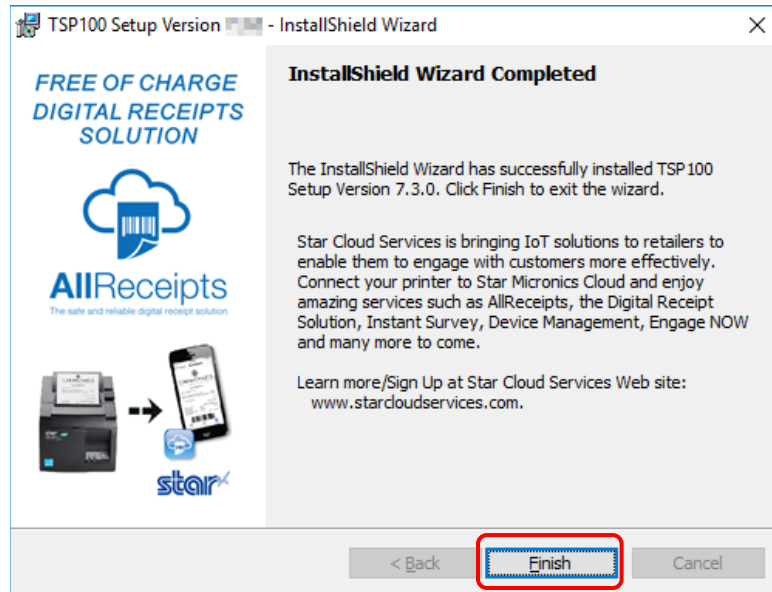 TSP100 Setup Version - InstallShield Wizard
FREE OF CHARGE
DIGITAL RECEIPTS
SOLUTION
AllReceipts
The safe and reliable digital receipt solution
star
InstallShield Wizard Completed
The InstallShield Wizard has successfully installed TSP100
Setup Version 7.3.0. Click Finish to exit the wizard.
Star Cloud Services is bringing IoT solutions to retailers to
enable them to engage with customers more effectively.
Connect your printer to Star Micronics Cloud and enjoy
amazing services such as AllReceipts, the Digital Receipt
Solution, Instant Survey, Device Management, Engage NOW
and many more to come.
Learn more/Sign Up at Star Cloud Services Web site:
www.starcloudservices.com.
< Back
Finish
Cancel